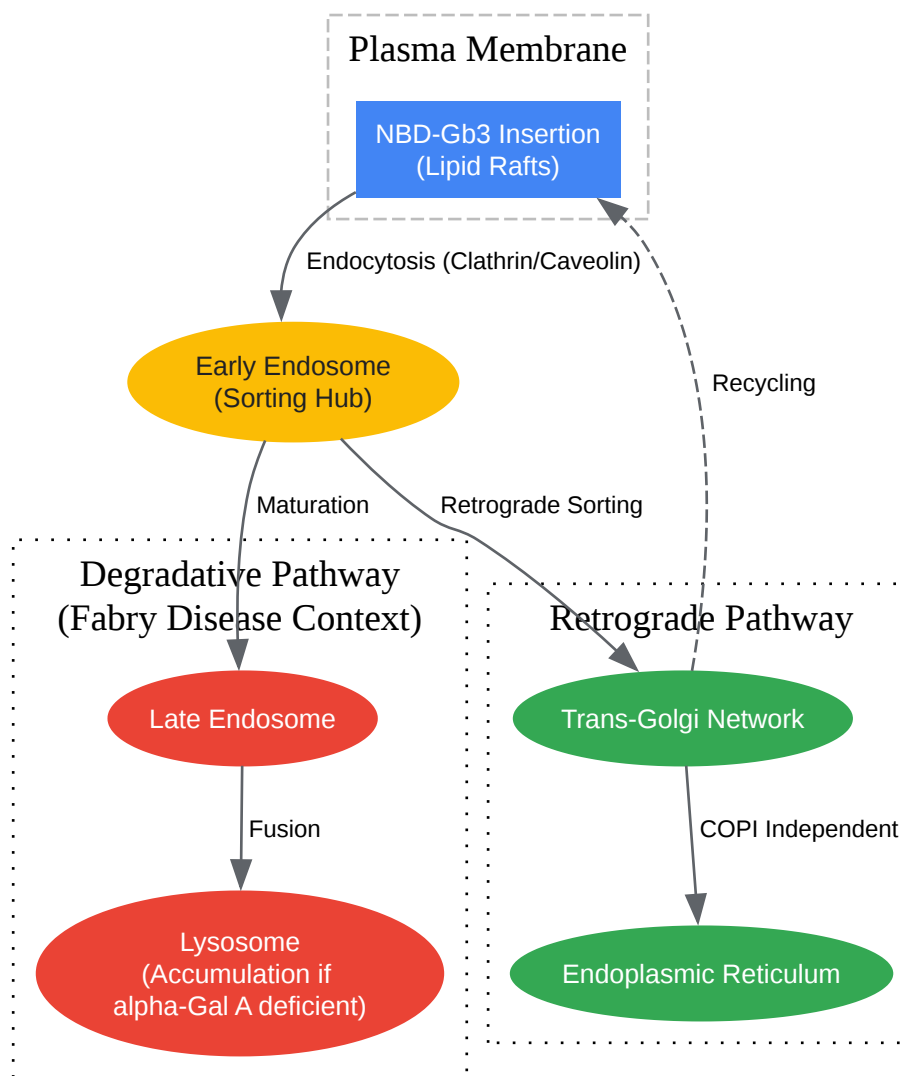 Plasma Membrane
NBD-Gb3 Insertion
(Lipid Rafts)
Endocytosis (Clathrin/Caveolin)
Early Endosome
(Sorting Hub)
Recycling
Maturation
Retrograde Sorting
Degradative Pathway
(Fabry Disease Context)
Retrograde Pathway
Late Endosome
Trans-Golgi Network
Fusion
COPI Independent
Lysosome
(Accumulation if
alpha-Gal A deficient)
Endoplasmic Reticulum